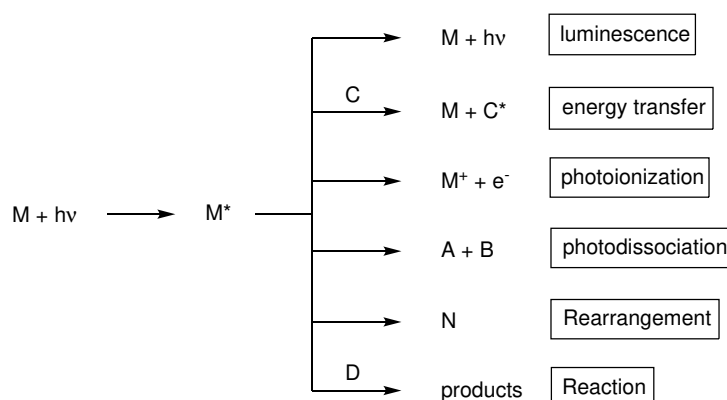 M + hν luminescence
C
M + C* energy transfer
M⁺ + e⁻ photoionization
M + hν M*
A + B photodissociation
N Rearrangement
D
products Reaction